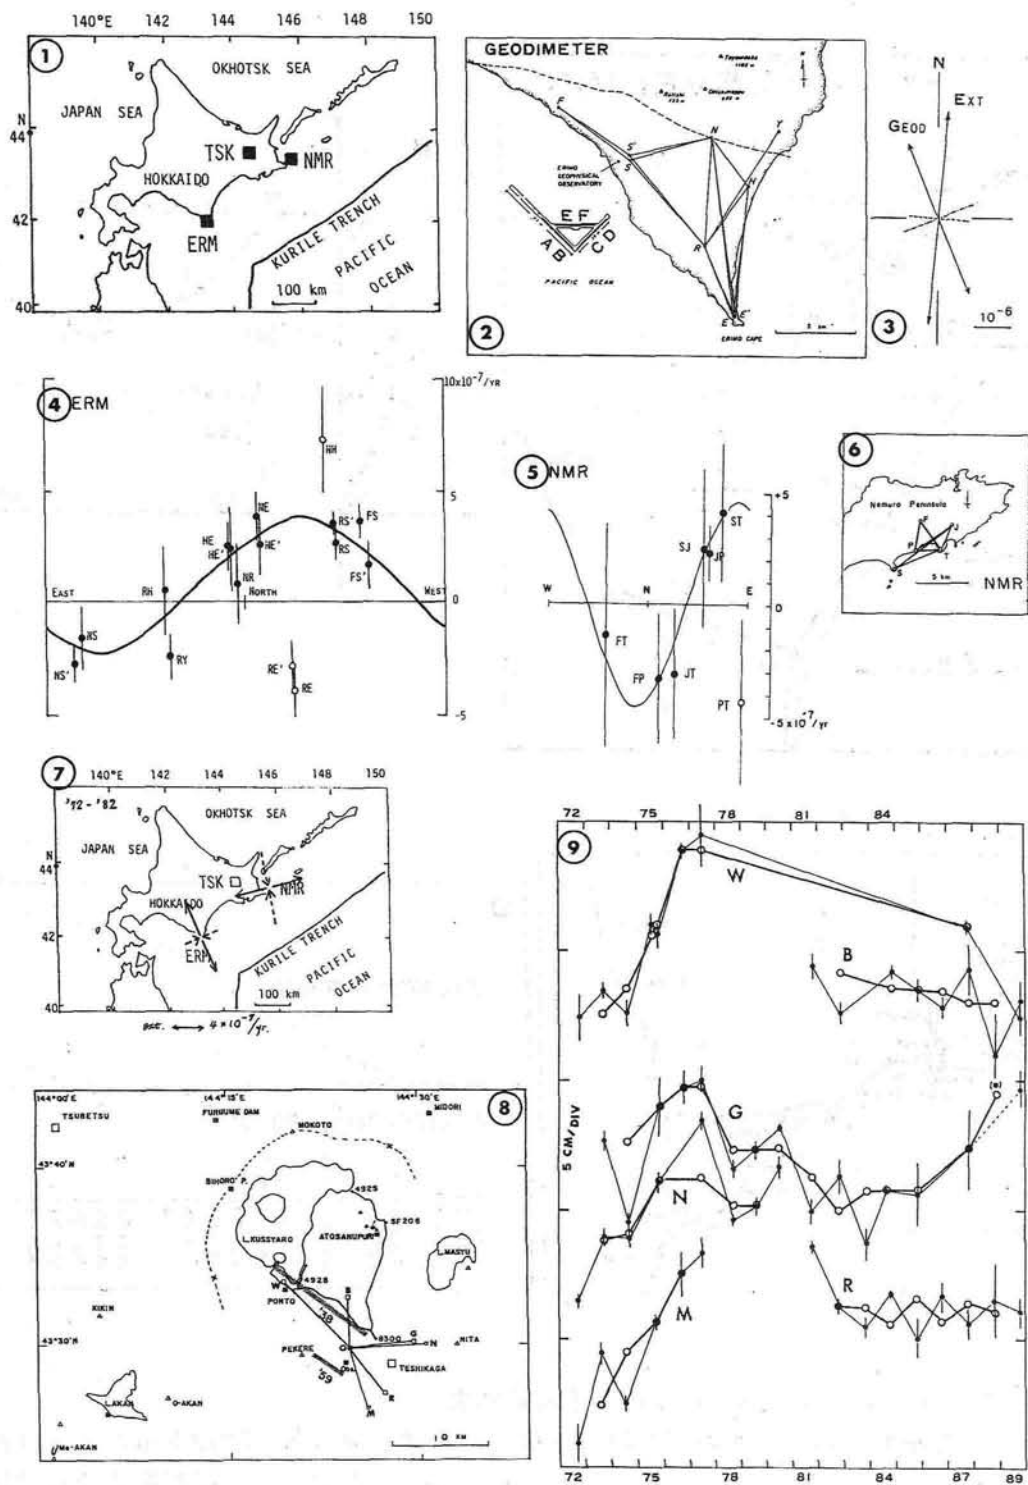 140°E 142 144 146 148 150
1
OKHOTSK SEA
JAPAN SEA
N
44
TSK
NMR
HOKKAIDO
42
ERM
KURILE TRENCH
PACIFIC
OCEAN
100 km
40
GEODIMETER
F
S'
S
N
Y
H
R
E E'
ERIMO
GEOPHYSICAL
OBSERVATORY
EF
AB
CD
PACIFIC OCEAN
ERIMO CAPE
2
N
EXT
GEOD
3
10⁻⁶
4 ERM
10x10⁻⁷/YR
HH
5
NE
RS'
FS
HE
HE'
NE'
RS
FS'
RH
NR
NORTH
EAST
WEST
0
NS
NS'
RY
RE'
RE
-5
5 NMR
+5
ST
SJ
JP
W N E
0
FT
FP
JT
PT
-5x10⁻⁷/yr
6
Nemuro Peninsula
F
J
P
T
S
5 km
NMR
7
140°E 142 144 146 148 150
'72-'82
OKHOTSK SEA
JAPAN SEA
N
44
TSK
NMR
HOKKAIDO
42
ERM
KURILE TRENCH
PACIFIC
OCEAN
100 km
40
ext. 4×10⁻⁷/yr.
8
144°00'E 144°15'E 144°30'E
TSUBETSU
FURUUME DAM
MIDORI
MOKOTO
43°40'N
BIHORO P.
4925
SF206
L.KUSSYARO
ATOSANUPURI
L.MASYU
W
4928
PONTO
'38
B
KIKIN
8300
G
N
NITA
43°30'N
PEKERE
'59
TESHIKAGA
R
M
L.AKAN
O-AKAN
Me-AKAN
10 KM
9
72 75 78 81 84
W
B
5 CM/DIV
G
N
M
R
72 75 78 81 84 87 89